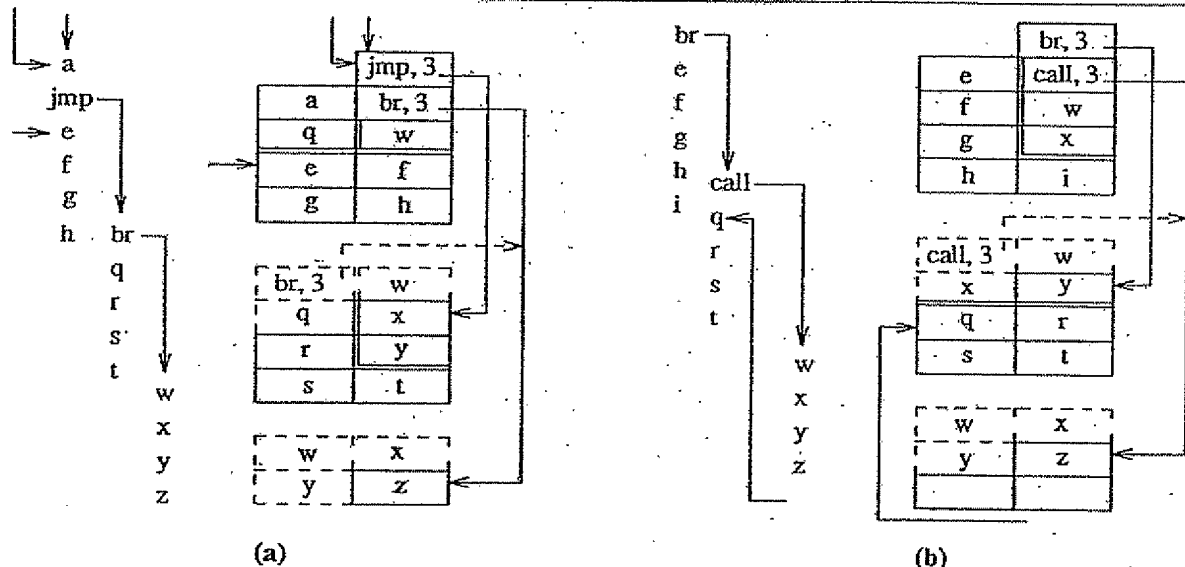 a
jmp
e
f
g
h br
q
r
s
t
w
x
y
z
jmp, 3
a br, 3
q w
e f
g h
br, 3 w
q x
r y
s t
w x
y z
(a)
br
e
f
g
h call
i q
r
s
t
w
x
y
z
br, 3
e call, 3
f w
g x
h i
call, 3 w
x y
q r
s t
w x
y z
(b)